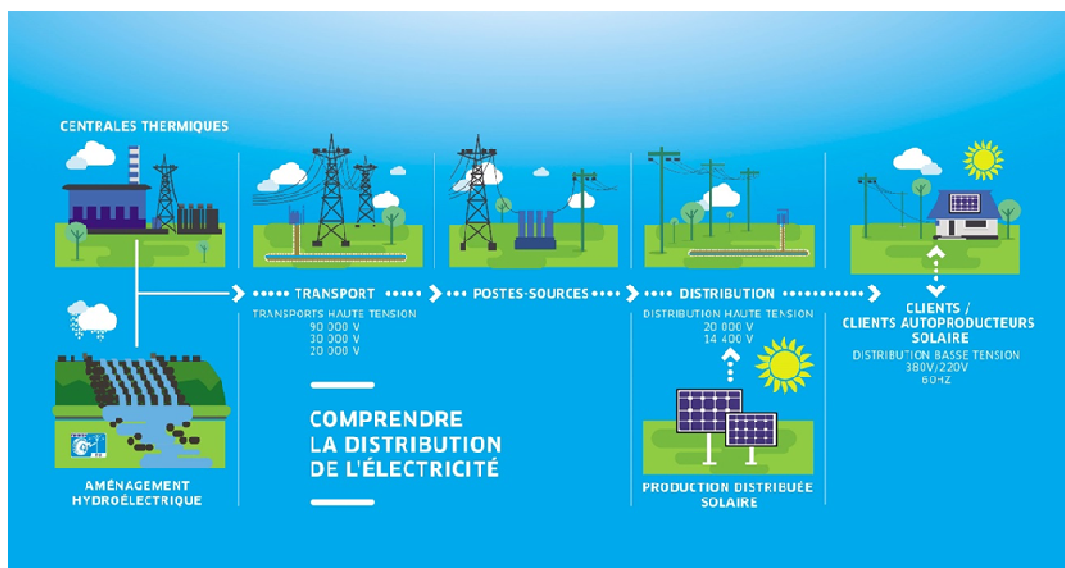 CENTRALES THERMIQUES
TRANSPORT
TRANSPORTS HAUTE TENSION
90 000 V
30 000 V
20 000 V
POSTES-SOURCES
DISTRIBUTION
DISTRIBUTION HAUTE TENSION
20 000 V
14 400 V
CLIENTS /
CLIENTS AUTOPRODUCTEURS
SOLAIRE
DISTRIBUTION BASSE TENSION
380V/220V
60HZ
COMPRENDRE
LA DISTRIBUTION
DE L'ÉLECTRICITÉ
AMÉNAGEMENT
HYDROÉLECTRIQUE
PRODUCTION DISTRIBUÉE
SOLAIRE